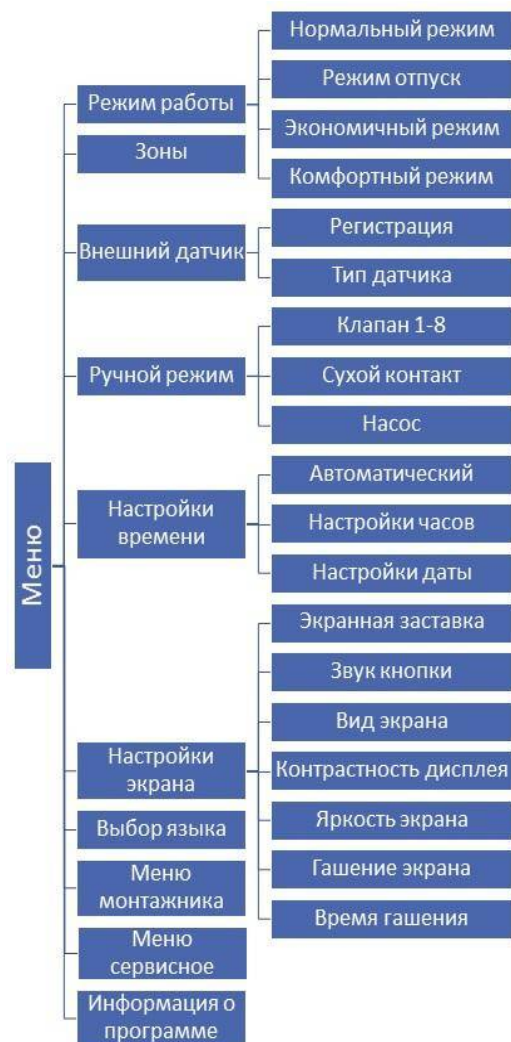 Меню
Режим работы
Нормальный режим
Режим отпуск
Экономичный режим
Комфортный режим
Зоны
Внешний датчик
Регистрация
Тип датчика
Ручной режим
Клапан 1-8
Сухой контакт
Насос
Настройки
времени
Автоматический
Настройки часов
Настройки даты
Настройки
экрана
Экранная заставка
Звук кнопки
Вид экрана
Контрастность дисплея
Яркость экрана
Гашение экрана
Время гашения
Выбор языка
Меню
монтажника
Меню
сервисное
Информация о
программе